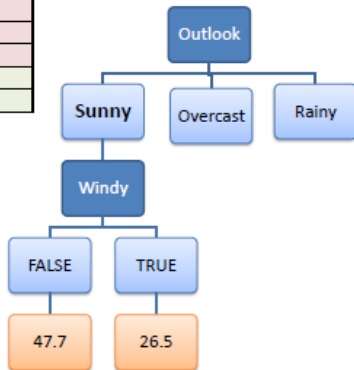 Outlook
Sunny Overcast Rainy
Windy
FALSE TRUE
47.7 26.5